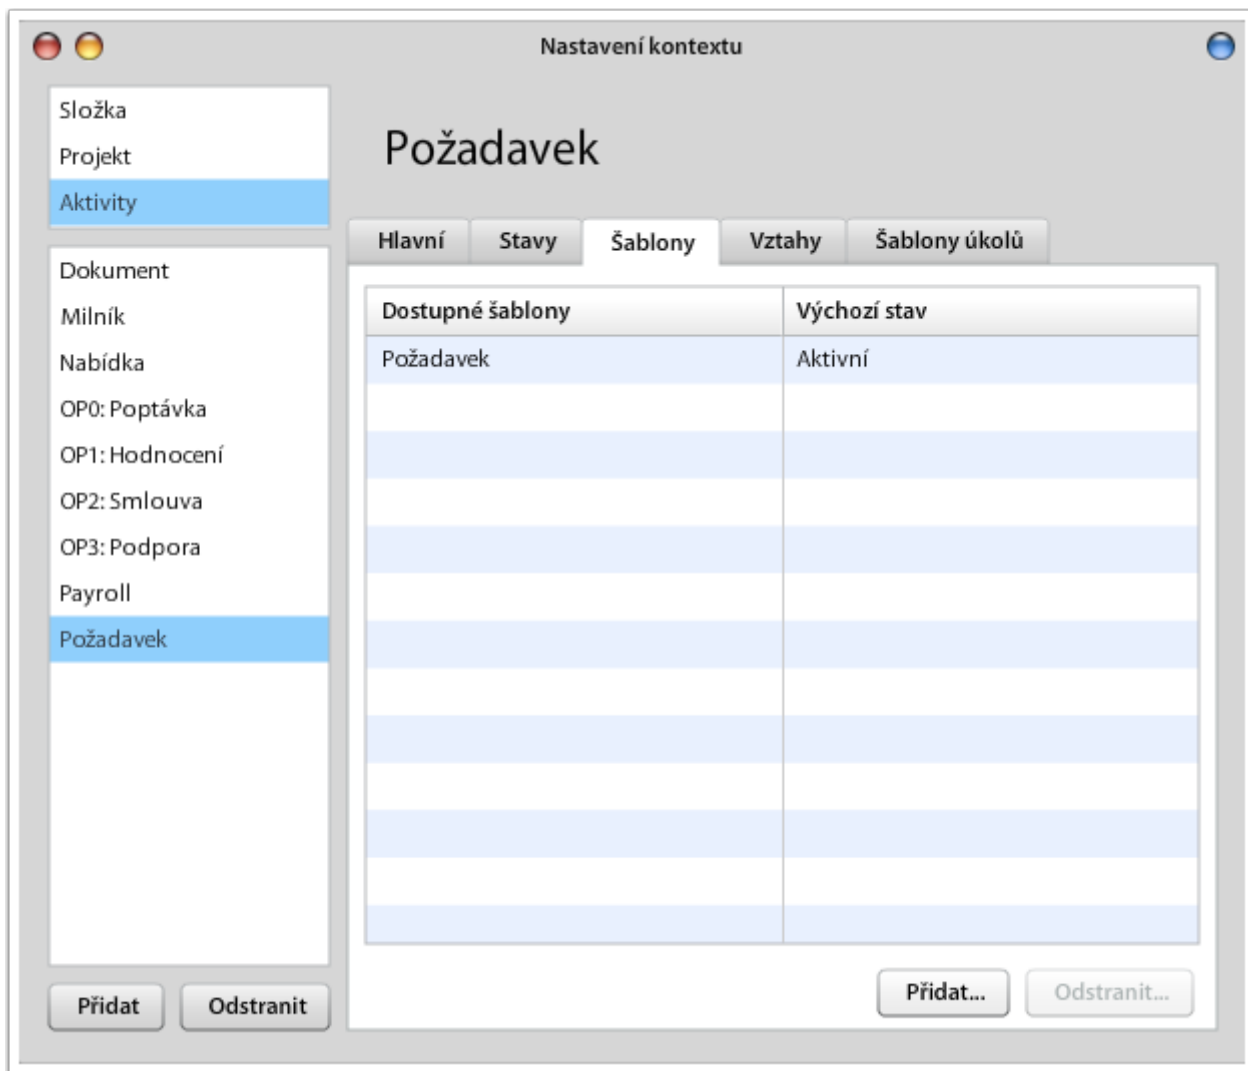 Nastavení kontextu
Složka
Projekt
Aktivity
Dokument
Milník
Nabídka
OP0: Poptávka
OP1: Hodnocení
OP2: Smlouva
OP3: Podpora
Payroll
Požadavek
Přidat Odstranit
Požadavek
Hlavní Stavy Šablony Vztahy Šablony úkolů
Dostupné šablony Výchozí stav
Požadavek Aktivní
Přidat... Odstranit...